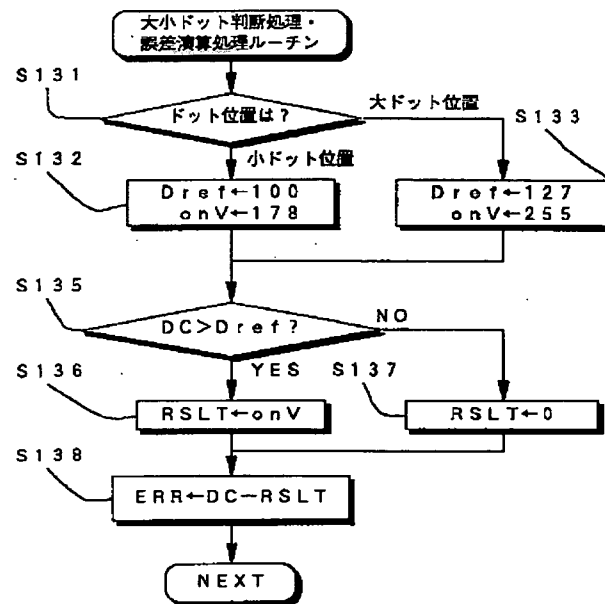 大小ドット判断処理・
誤差演算処理ルーチン
S131
ドット位置は?
大ドット位置
S133
S132
小ドット位置
Dref←100
onV←178
Dref←127
onV←255
S135
DC>Dref?
NO
YES
S136
S137
RSLT←onV
RSLT←0
S138
ERR←DC-RSLT
NEXT